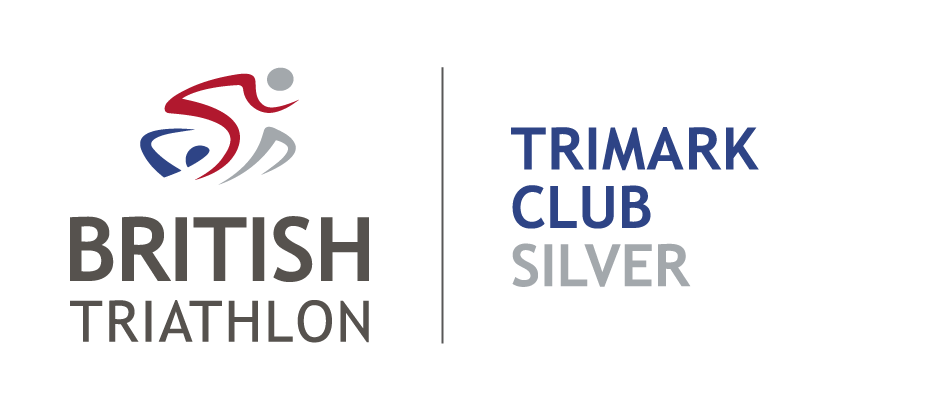 BRITISH
TRIATHLON
TRIMARK
CLUB
SILVER